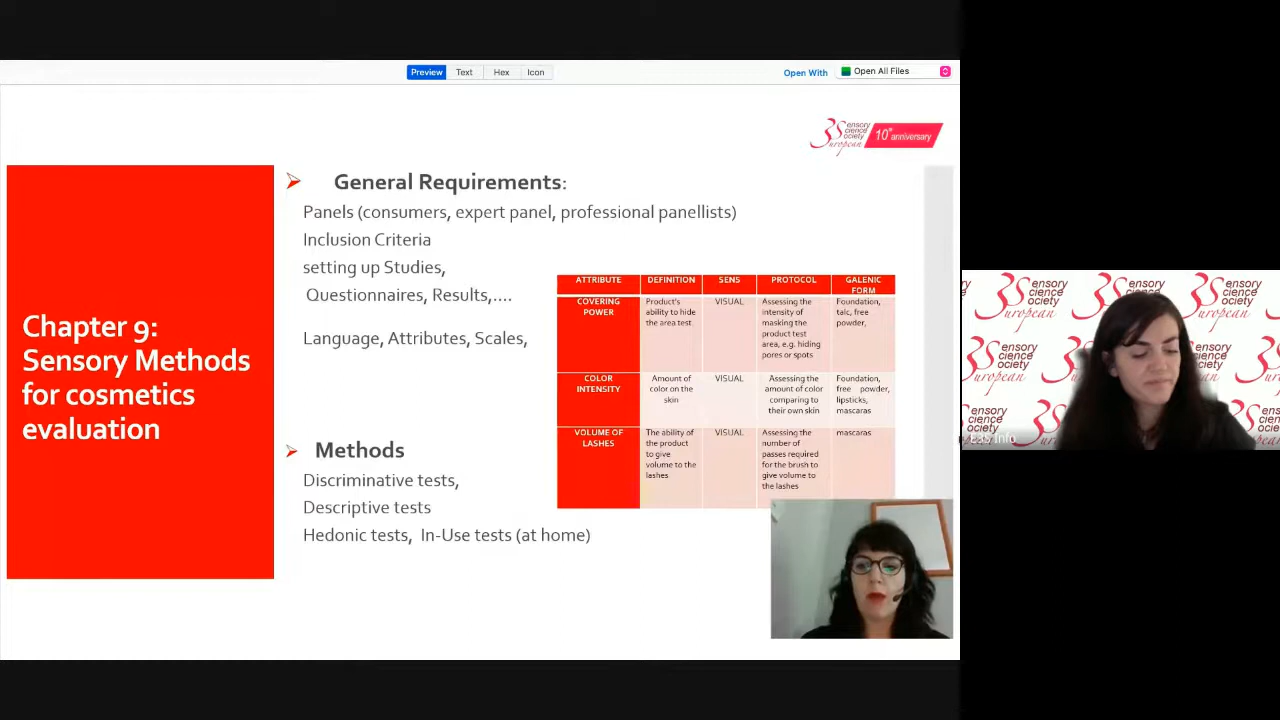 Preview Text Hex Icon
Open With Open All Files
ensory
cience
ociety
uropean
10th anniversary
General Requirements:
Panels (consumers, expert panel, professional panellists)
Inclusion Criteria
setting up Studies,
Questionnaires, Results,....
Language, Attributes, Scales,
Chapter 9:
Sensory Methods
for cosmetics
evaluation
Methods
Discriminative tests,
Descriptive tests
Hedonic tests, In-Use tests (at home)
ATTRIBUTE DEFINITION SENS PROTOCOL GALENIC
FORM
COVERING
POWER
Product's
ability to hide
the area test.
VISUAL
Assessing the
intensity of
masking the
product test
area, e.g. hiding
pores or spots
Foundation,
talc, free
powder,
COLOR
INTENSITY
Amount of
color on the
skin
VISUAL
Assessing the
amount of color
comparing to
their own skin
Foundation,
free powder,
lipsticks,
mascaras
VOLUME OF
LASHES
The ability of
the product
to give
volume to the
lashes
VISUAL
Assessing the
number of
passes required
for the brush to
give volume to
the lashes
mascaras
E3S Info